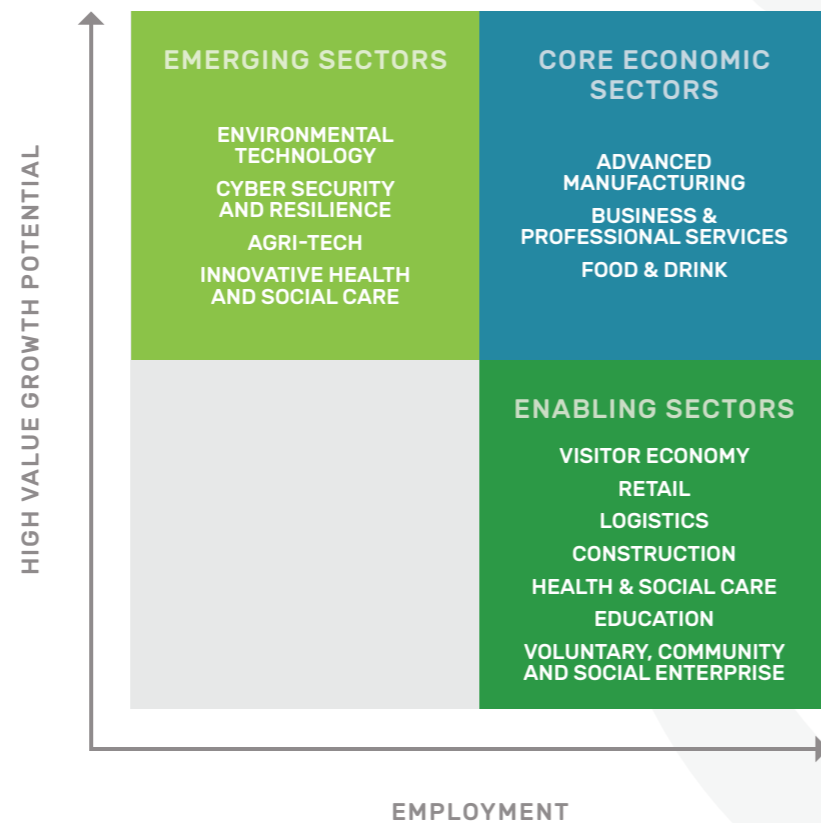 EMERGING SECTORS
ENVIRONMENTAL
TECHNOLOGY
CYBER SECURITY
AND RESILIENCE
AGRI-TECH
INNOVATIVE HEALTH
AND SOCIAL CARE
CORE ECONOMIC
SECTORS
ADVANCED
MANUFACTURING
BUSINESS &
PROFESSIONAL SERVICES
FOOD & DRINK
ENABLING SECTORS
VISITOR ECONOMY
RETAIL
LOGISTICS
CONSTRUCTION
HEALTH & SOCIAL CARE
EDUCATION
VOLUNTARY, COMMUNITY
AND SOCIAL ENTERPRISE
HIGH VALUE GROWTH POTENTIAL
EMPLOYMENT